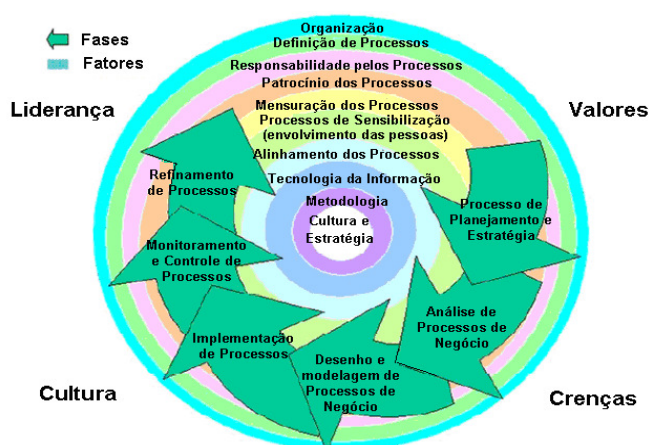 Fases
Fatores
Organização
Definição de Processos
Responsabilidade pelos Processos
Patrocínio dos Processos
Liderança
Valores
Mensuração dos Processos
Processos de Sensibilização
(envolvimento das pessoas)
Alinhamento dos Processos
Tecnologia da Informação
Metodologia
Cultura e
Estratégia
Refinamento
de Processos
Monitoramento
e Controle de
Processos
Implementação
de Processos
Desenho e
modelagem de
Processos de
Negócio
Análise de
Processos de
Negócio
Processo de
Planejamento e
Estratégia
Cultura
Crenças